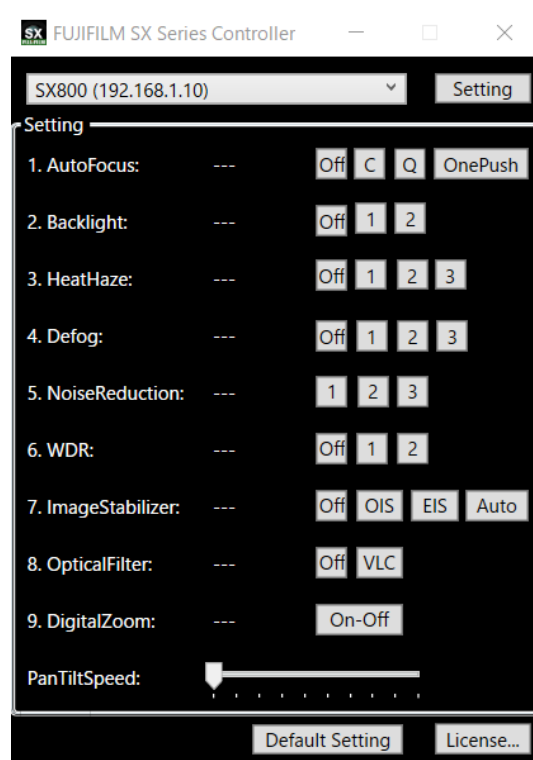 SX FUJIFILM SX Series Controller
SX800 (192.168.1.10) Setting
Setting
1. AutoFocus: --- Off C Q OnePush
2. Backlight: --- Off 1 2
3. HeatHaze: --- Off 1 2 3
4. Defog: --- Off 1 2 3
5. NoiseReduction: --- 1 2 3
6. WDR: --- Off 1 2
7. ImageStabilizer: --- Off OIS EIS Auto
8. OpticalFilter: --- Off VLC
9. DigitalZoom: --- On-Off
PanTiltSpeed:
Default Setting License...